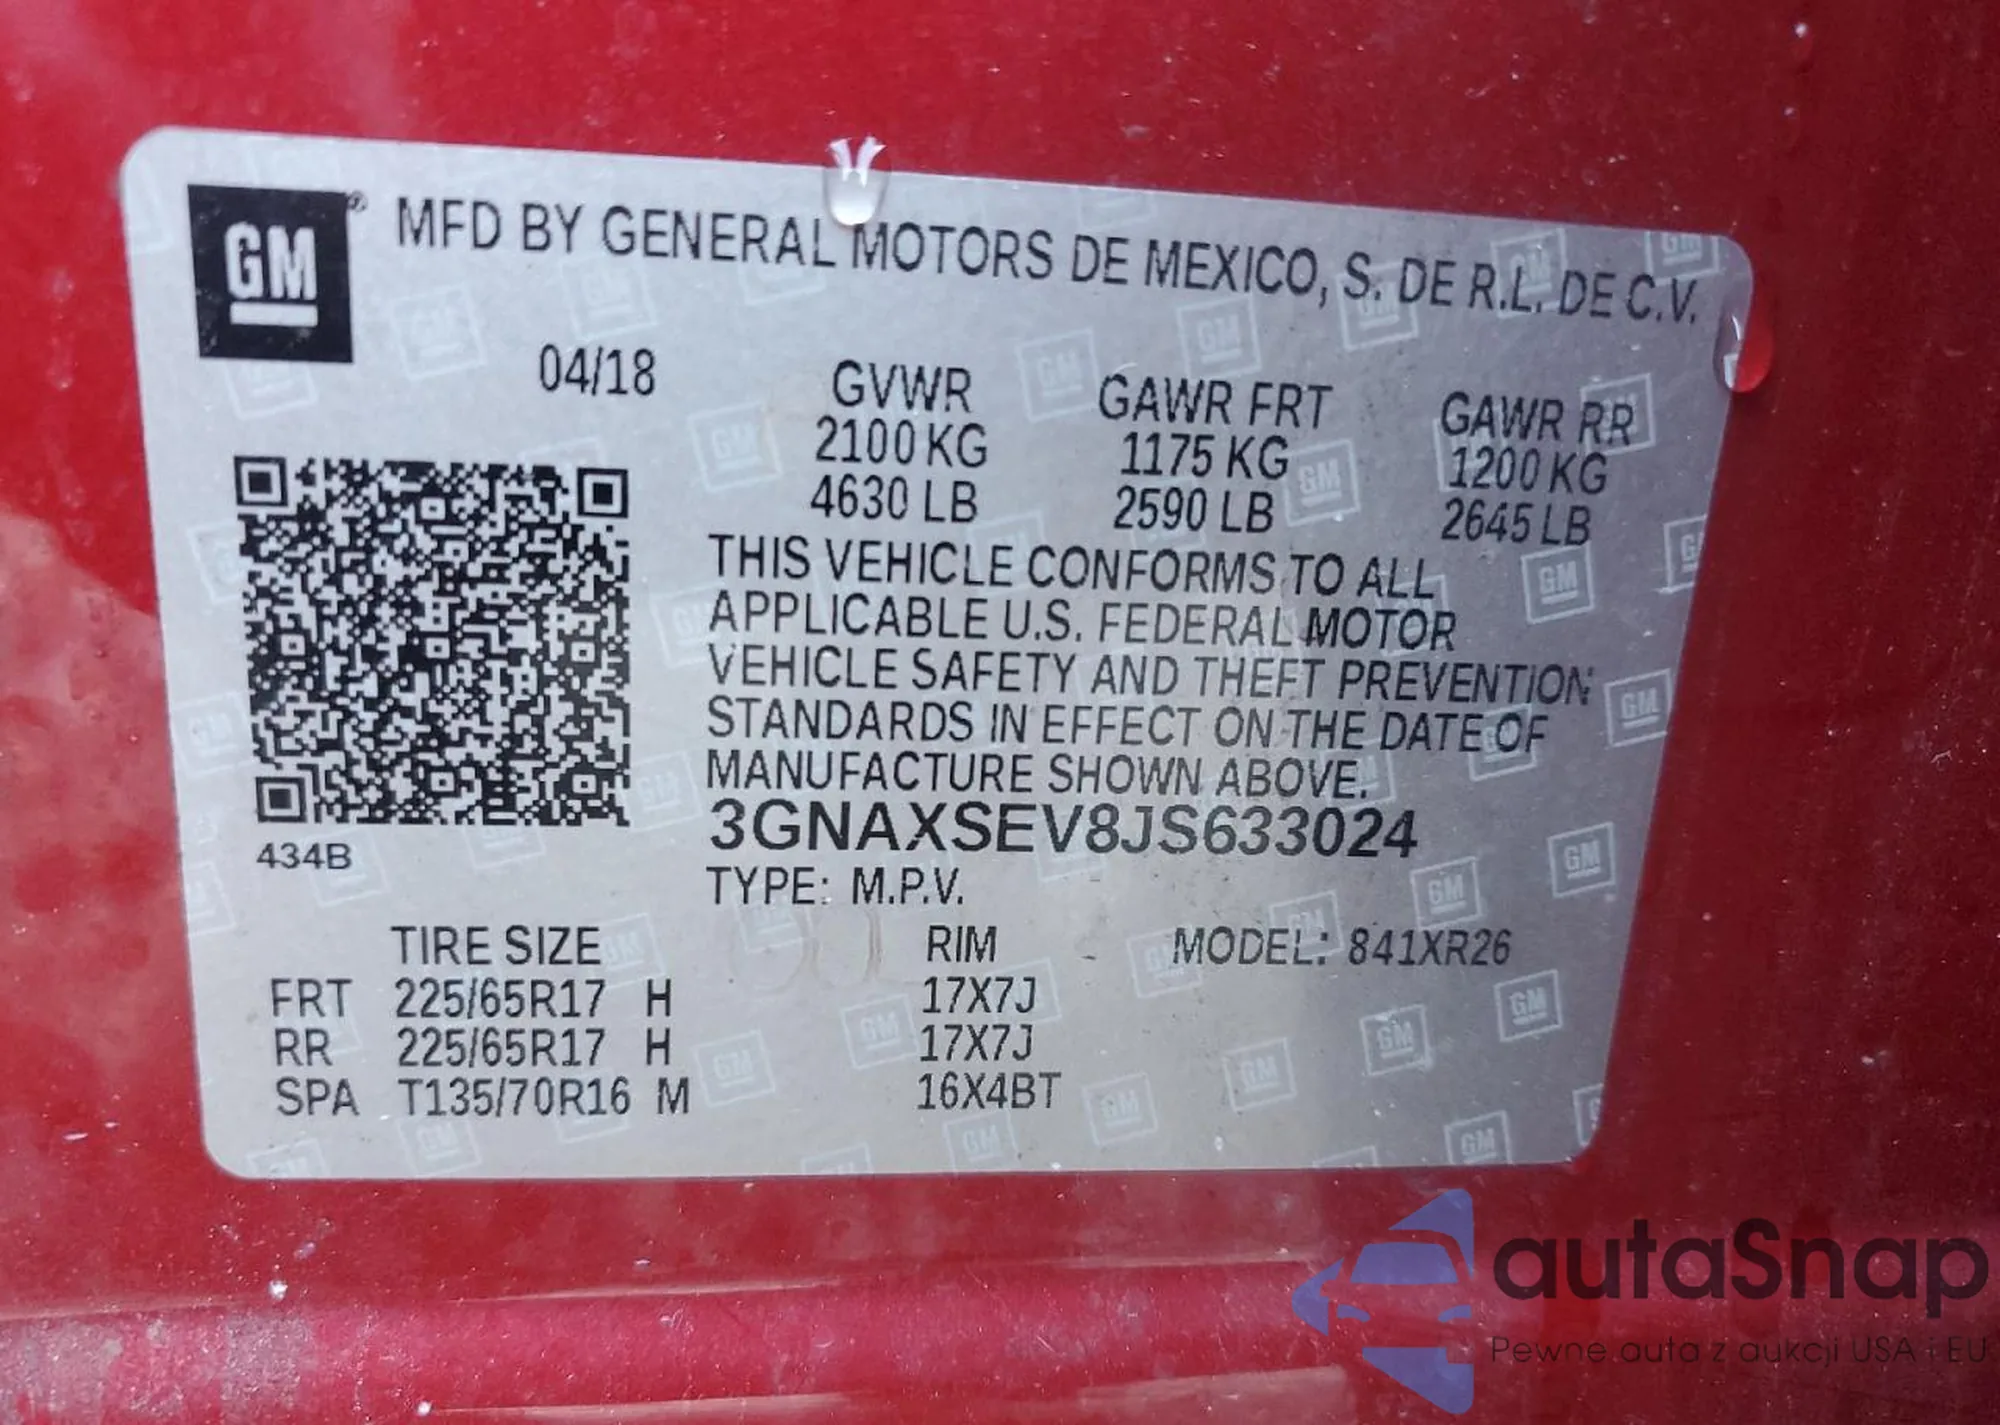 GM
MFD BY GENERAL MOTORS DE MEXICO, S. DE R.L. DE C.V.
04/18
GVWR GAWR FRT GAWR RR
2100 KG 1175 KG 1200 KG
4630 LB 2590 LB 2645 LB
THIS VEHICLE CONFORMS TO ALL
APPLICABLE U.S. FEDERAL MOTOR
VEHICLE SAFETY AND THEFT PREVENTION
STANDARDS IN EFFECT ON THE DATE OF
MANUFACTURE SHOWN ABOVE.
3GNAXSEV8JS633024
434B
TYPE: M.P.V.
TIRE SIZE RIM MODEL: 841XR26
FRT 225/65R17 H 17X7J
RR 225/65R17 H 17X7J
SPA T135/70R16 M 16X4BT
autaSnap
Pewne auta z aukcji USA i EU